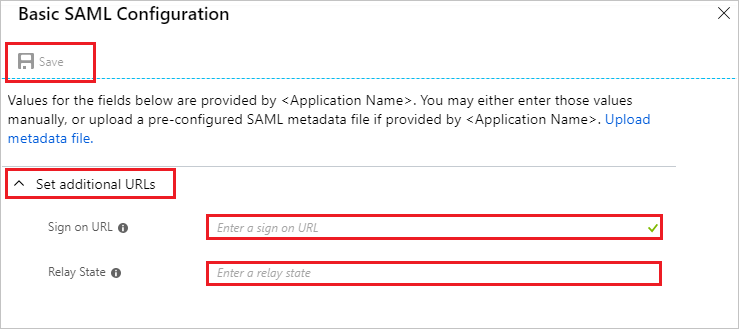 Basic SAML Configuration
Save
Values for the fields below are provided by <Application Name>. You may either enter those values
manually, or upload a pre-configured SAML metadata file if provided by <Application Name>. Upload
metadata file.
Set additional URLs
Sign on URL
Enter a sign on URL
Relay State
Enter a relay state